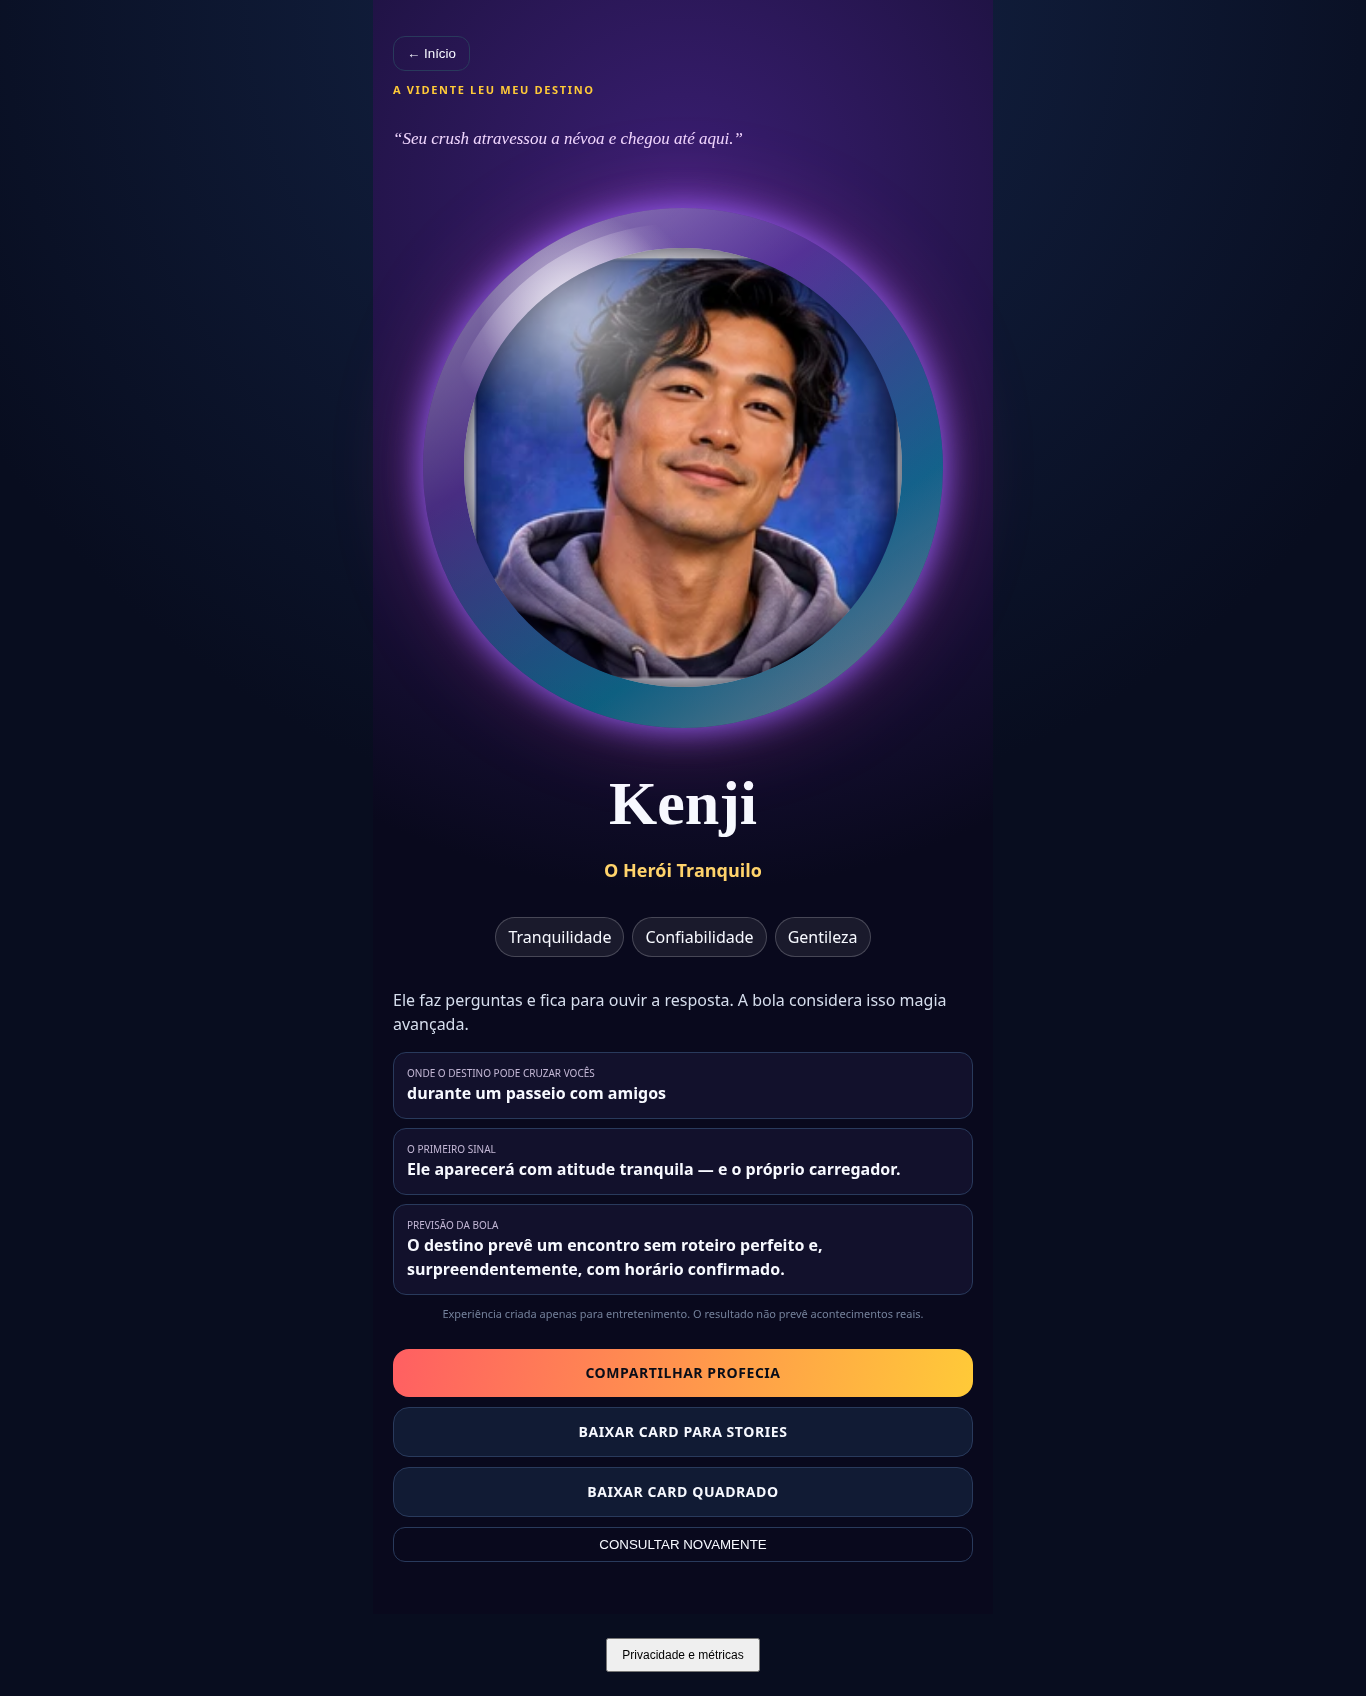 ← Início
A VIDENTE LEU MEU DESTINO
“Seu crush atravessou a névoa e chegou até aqui.”
Kenji
O Herói Tranquilo
Tranquilidade
Confiabilidade
Gentileza
Ele faz perguntas e fica para ouvir a resposta. A bola considera isso magia
avançada.
ONDE O DESTINO PODE CRUZAR VOCÊS
durante um passeio com amigos
O PRIMEIRO SINAL
Ele aparecerá com atitude tranquila — e o próprio carregador.
PREVISÃO DA BOLA
O destino prevê um encontro sem roteiro perfeito e,
surpreendentemente, com horário confirmado.
Experiência criada apenas para entretenimento. O resultado não prevê acontecimentos reais.
COMPARTILHAR PROFECIA
BAIXAR CARD PARA STORIES
BAIXAR CARD QUADRADO
CONSULTAR NOVAMENTE
Privacidade e métricas